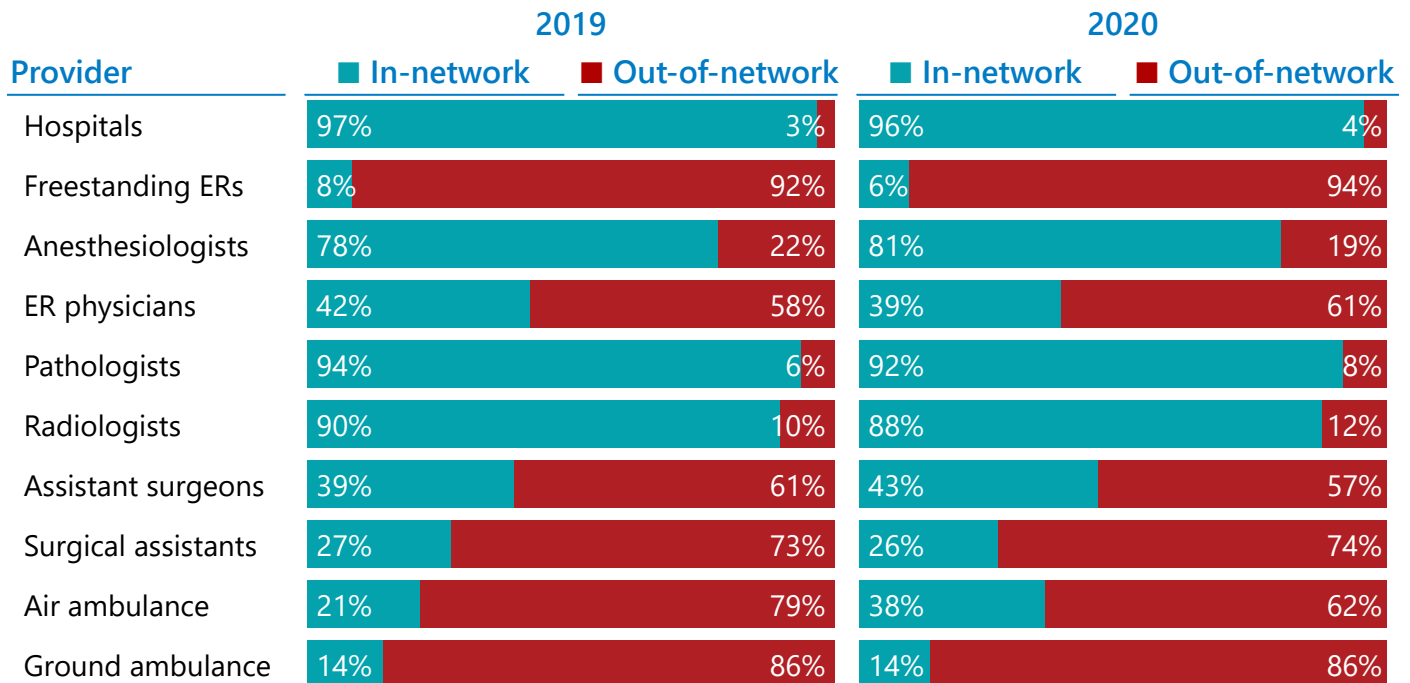 2019 2020
Provider In-network Out-of-network In-network Out-of-network
Hospitals 97% 3% 96% 4%
Freestanding ERs 8% 92% 6% 94%
Anesthesiologists 78% 22% 81% 19%
ER physicians 42% 58% 39% 61%
Pathologists 94% 6% 92% 8%
Radiologists 90% 10% 88% 12%
Assistant surgeons 39% 61% 43% 57%
Surgical assistants 27% 73% 26% 74%
Air ambulance 21% 79% 38% 62%
Ground ambulance 14% 86% 14% 86%